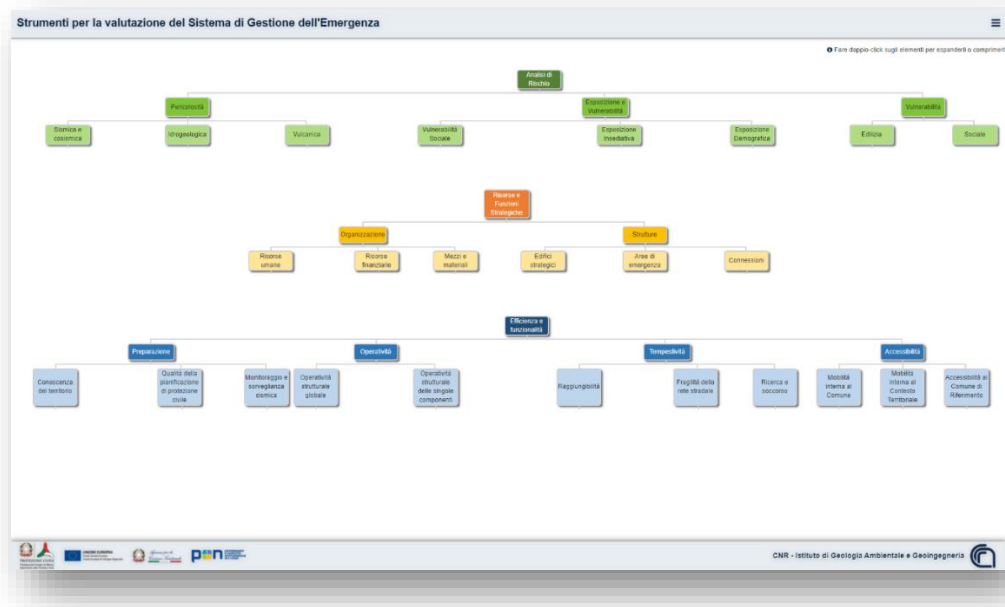 Strumenti per la valutazione del Sistema di Gestione dell'Emergenza
Fare doppio-click sugli elementi per espanderli o comprimerli
Analisi di
Rischio
Pericolosità
Esposizione e
Vulnerabilità
Vulnerabilità
Sismica e
cosismica
Idrogeologica
Vulcanica
Vulnerabilità
Sociale
Esposizione
Insediativa
Esposizione
Demografica
Edilizia
Sociale
Risorse e
Funzioni
Strategiche
Organizzazione
Strutture
Risorse
umane
Risorse
finanziarie
Mezzi e
materiali
Edifici
strategici
Aree di
emergenza
Connessioni
Efficienza e
funzionalità
Preparazione
Operatività
Tempestività
Accessibilità
Conoscenza
del territorio
Qualità della
pianificazione
di protezione
civile
Monitoraggio e
sorveglianza
sismica
Operatività
strutturale
globale
Operatività
strutturale
delle singole
componenti
Raggiungibilità
Fragilità della
rete stradale
Ricerca e
soccorso
Mobilità
interna al
Comune
Mobilità
interna al
Contesto
Territoriale
Accessibilità al
Comune di
Riferimento
UNIONE EUROPEA
pon
CNR - Istituto di Geologia Ambientale e Geoingegneria